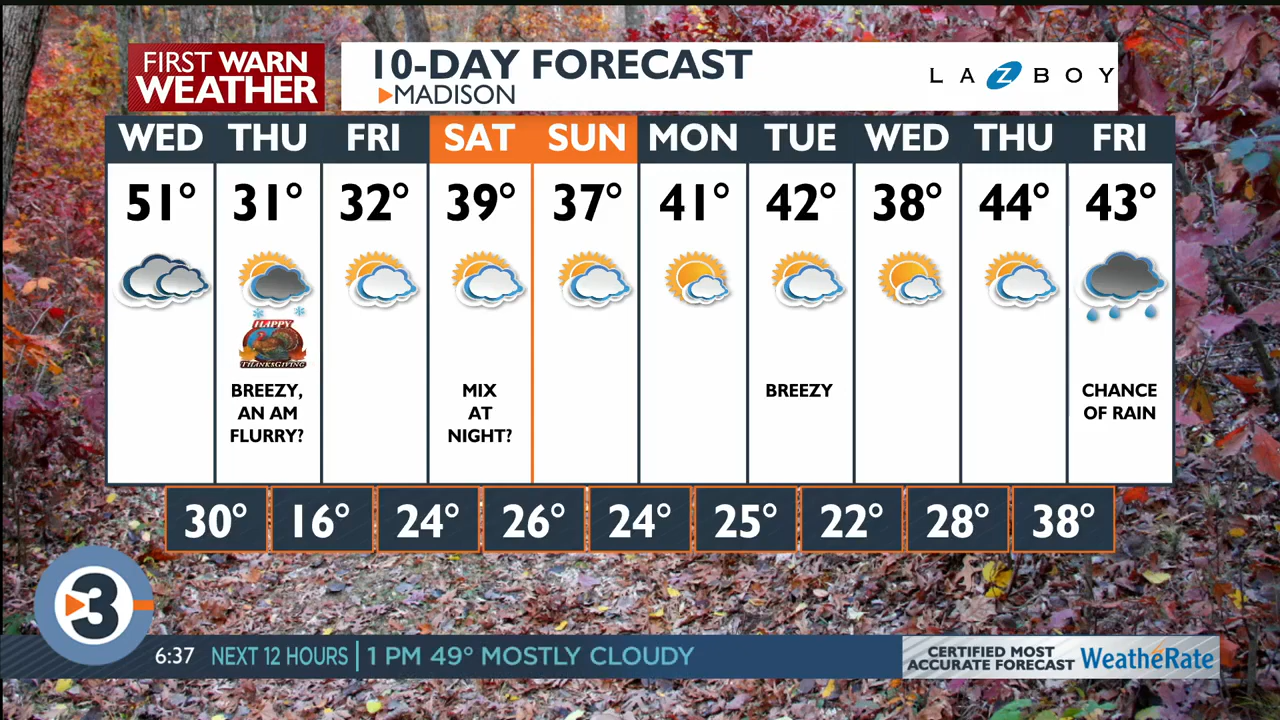 FIRST WARN
WEATHER
10-DAY FORECAST
MADISON
LA Z BOY
WED THU FRI SAT SUN MON TUE WED THU FRI
51° 31° 32° 39° 37° 41° 42° 38° 44° 43°
HAPPY
THANKSGIVING
BREEZY,
AN AM
FLURRY?
MIX
AT
NIGHT?
BREEZY
CHANCE
OF RAIN
30° 16° 24° 26° 24° 25° 22° 28° 38°
3
6:37 NEXT 12 HOURS 1 PM 49° MOSTLY CLOUDY
CERTIFIED MOST
ACCURATE FORECAST
WeatheRate